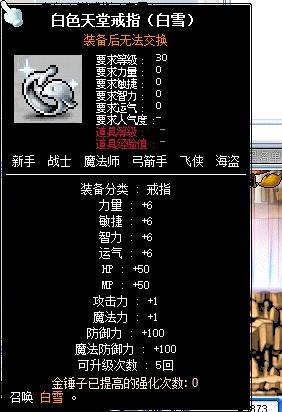 白色天堂戒指（白雪）
装备后无法交换
要求等级 : 30
要求力量 : 0
要求敏捷 : 0
要求智力 : 0
要求运气 : 0
要求人气度 : -
道具等级 : -
道具经验值 : -
新手 战士 魔法师 弓箭手 飞侠 海盗
装备分类 : 戒指
力量 : +6
敏捷 : +6
智力 : +6
运气 : +6
HP : +50
MP : +50
攻击力 : +1
魔法力 : +1
防御力 : +100
魔法防御力 : +100
可升级次数 : 5回
金锤子已提高的强化次数: 0
召唤 白雪 。
873